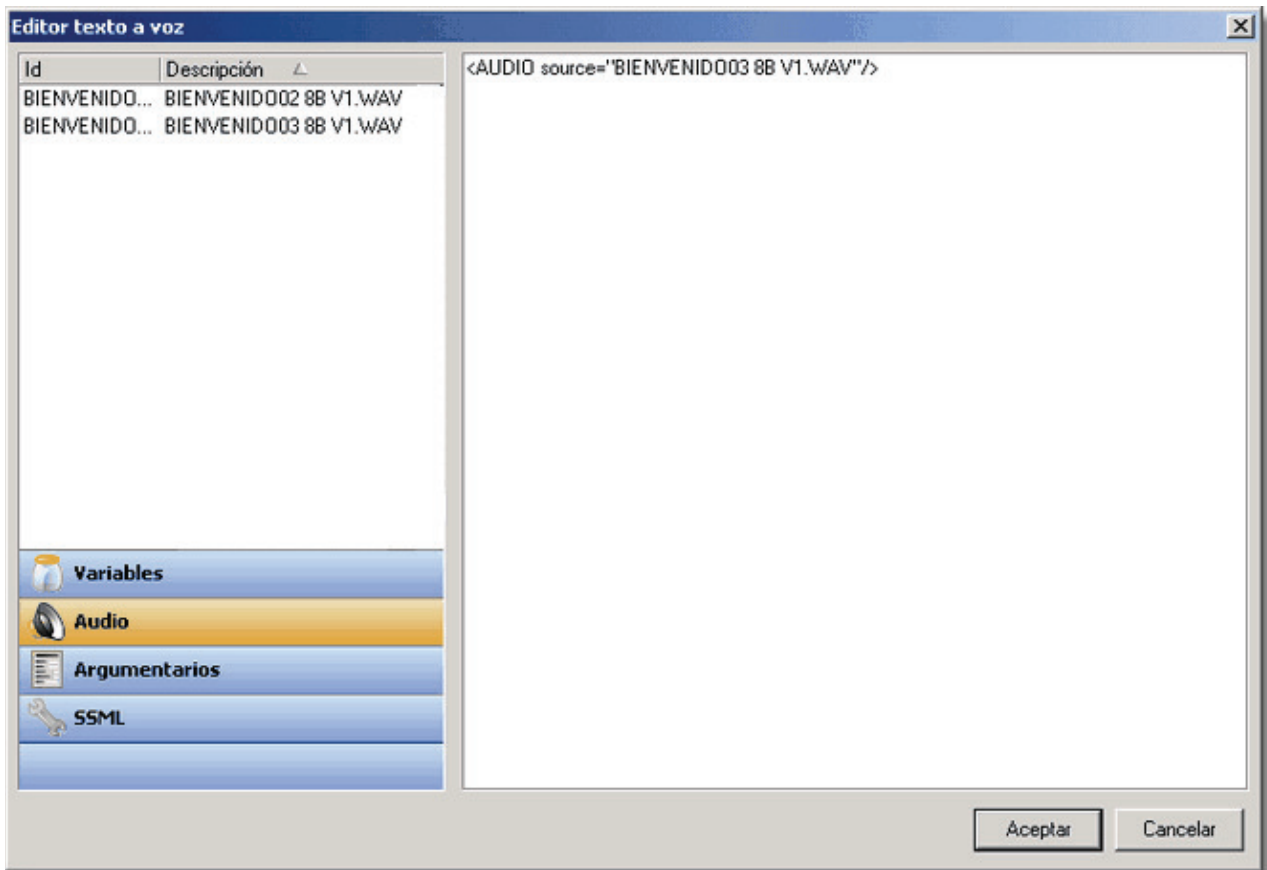 Editor texto a voz
Id Descripción
BIENVENIDO... BIENVENIDO02 8B V1.WAV
BIENVENIDO... BIENVENIDO03 8B V1.WAV
<AUDIO source="BIENVENIDO03 8B V1.WAV"/>
Variables
Audio
Argumentarios
SSML
Aceptar Cancelar